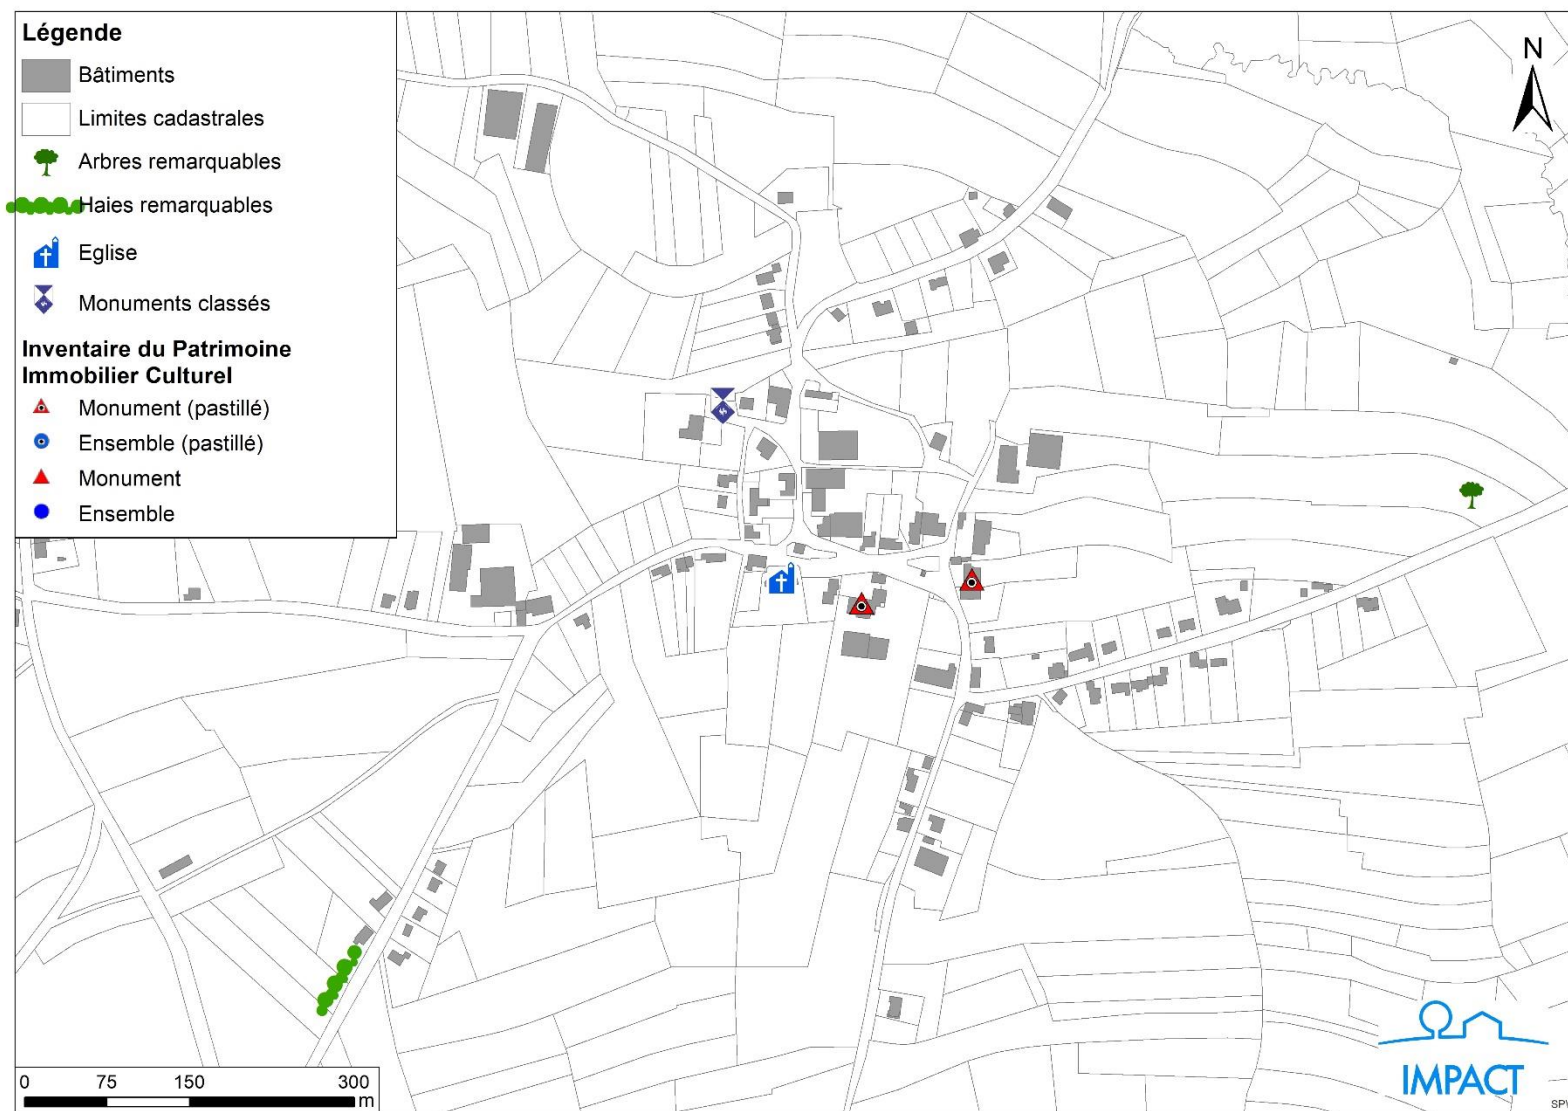 Légende
Bâtiments
Limites cadastrales
Arbres remarquables
Haies remarquables
Eglise
Monuments classés
Inventaire du Patrimoine
Immobilier Culturel
Monument (pastillé)
Ensemble (pastillé)
Monument
Ensemble
N
0 75 150 300
m
IMPACT